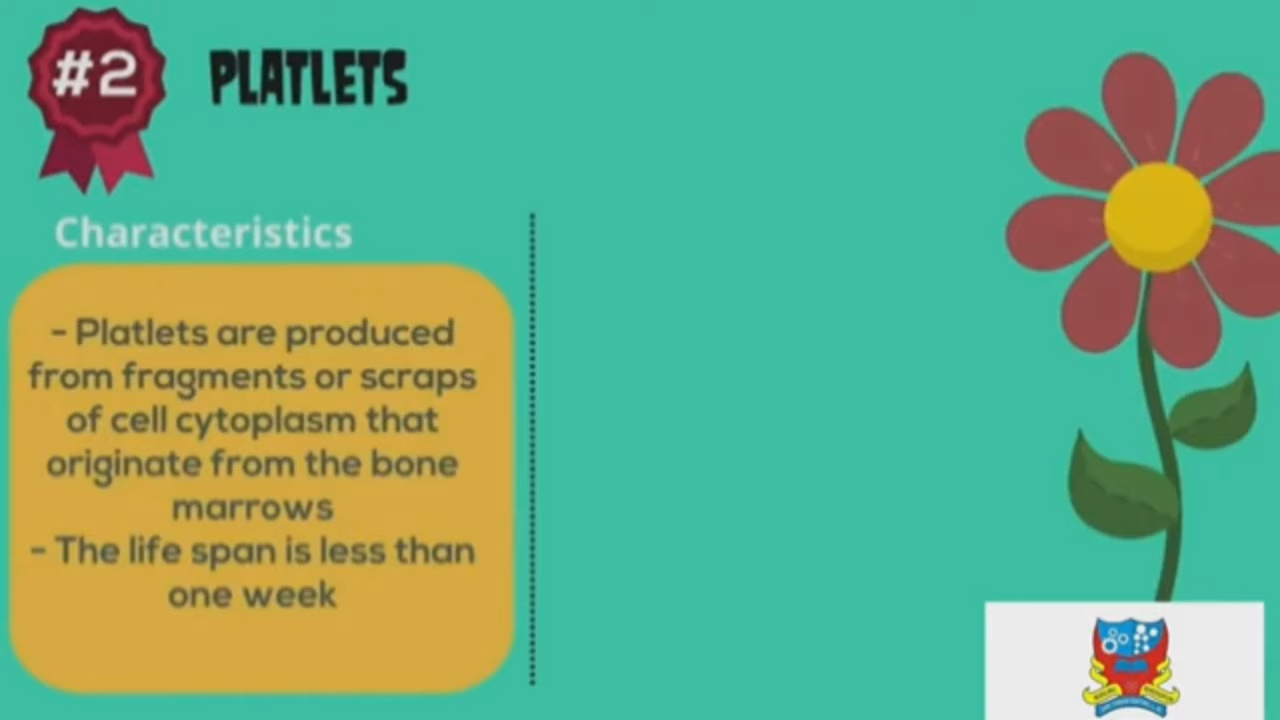 #2
PLATLETS
Characteristics
- Platlets are produced
from fragments or scraps
of cell cytoplasm that
originate from the bone
marrows
- The life span is less than
one week